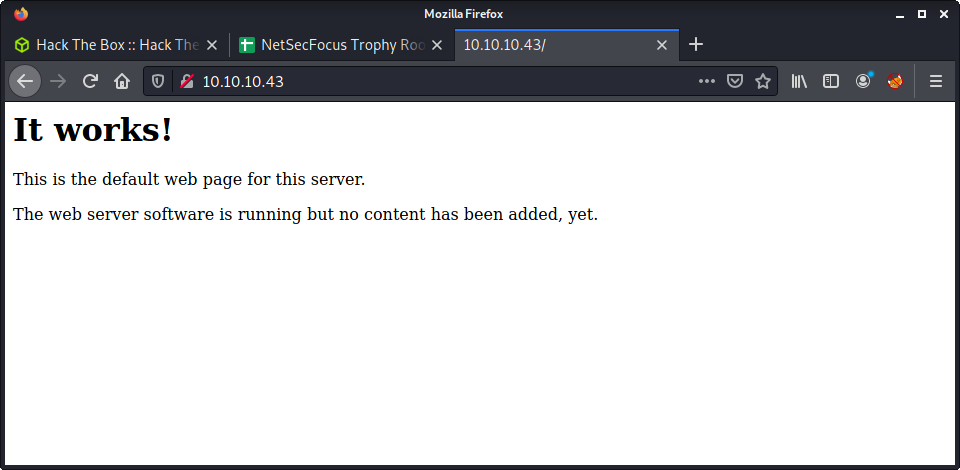 Mozilla Firefox
Hack The Box :: Hack The
NetSecFocus Trophy Roo
10.10.10.43/
10.10.10.43
It works!
This is the default web page for this server.
The web server software is running but no content has been added, yet.